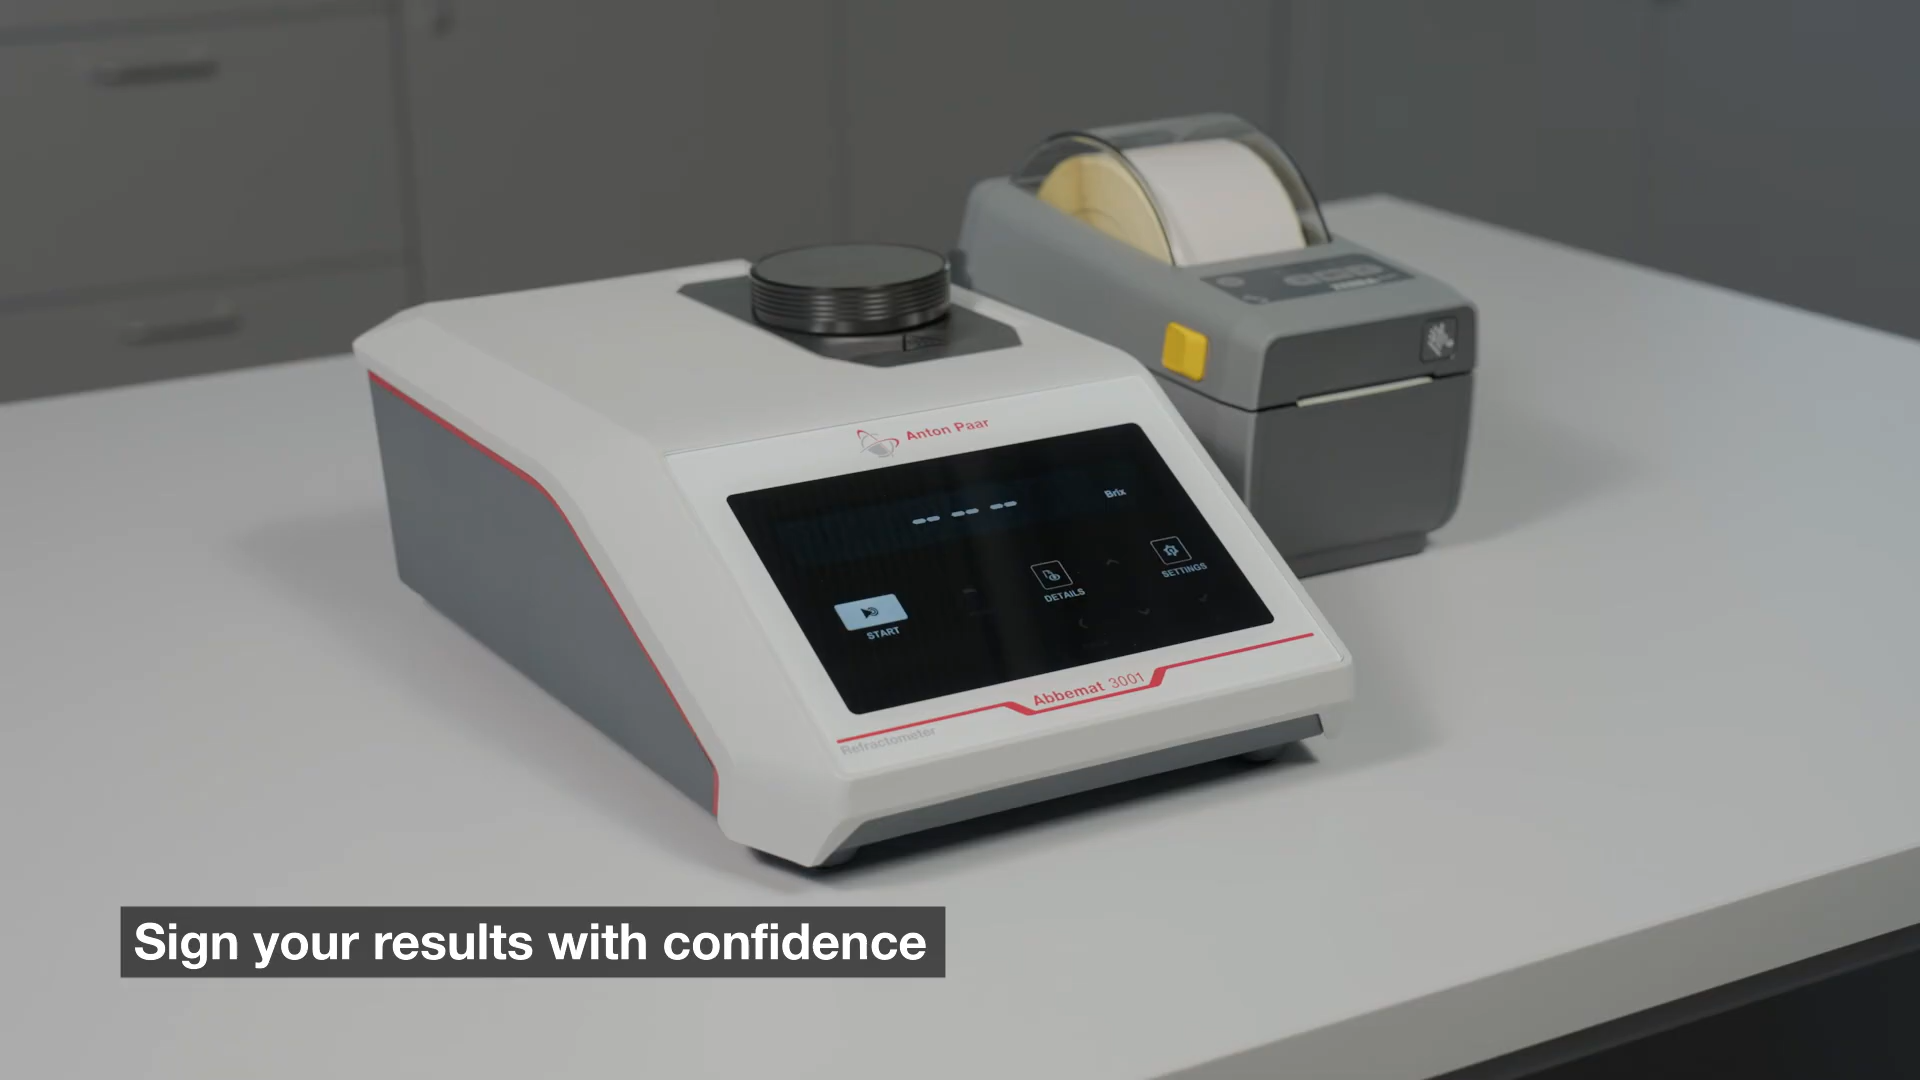 Anton Paar
Brix
DETAILS
SETTINGS
START
Abbemat 3001
Refractometer
Sign your results with confidence